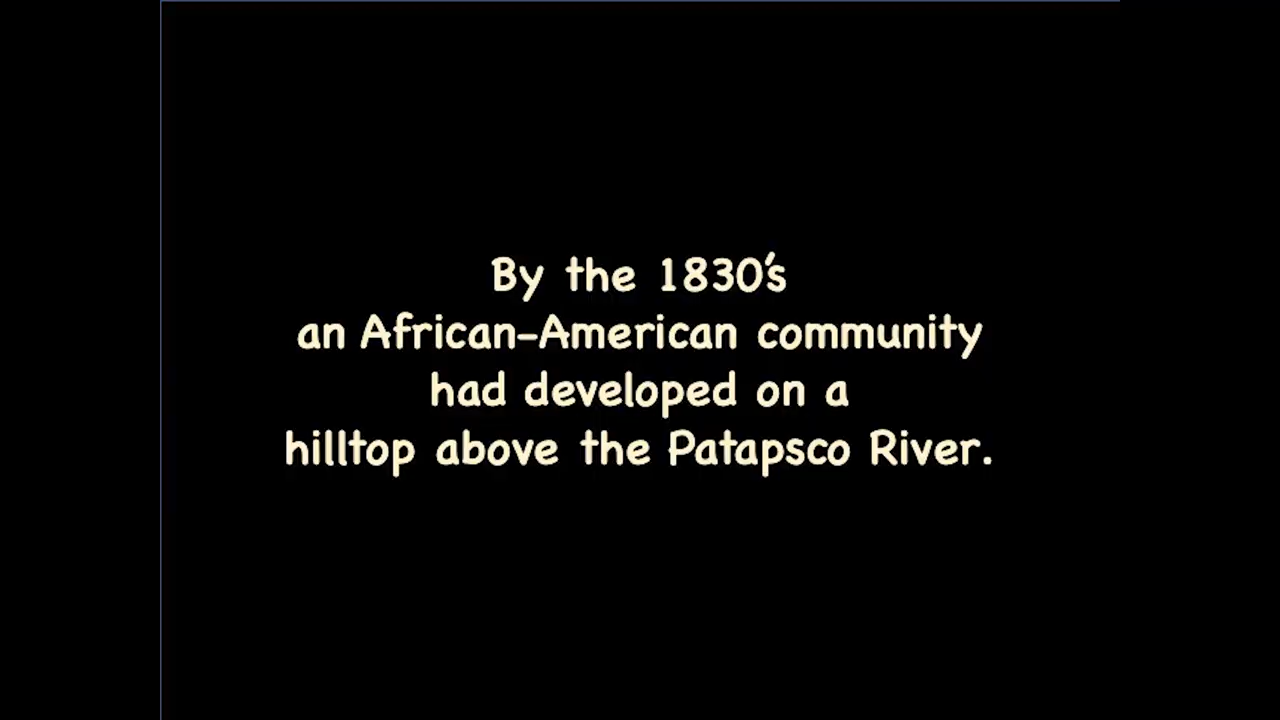 By the 1830's
an African-American community
had developed on a
hilltop above the Patapsco River.